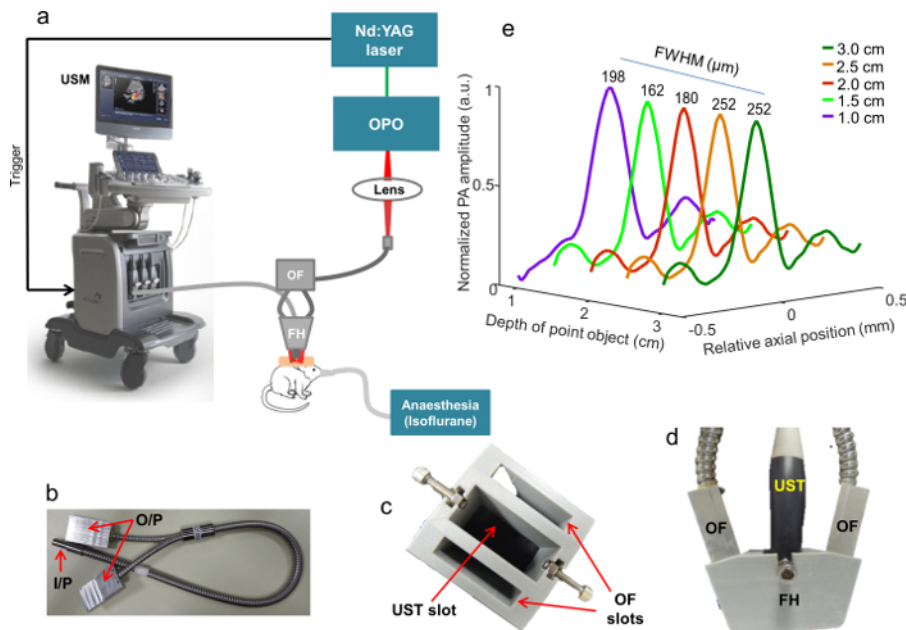 a
Nd:YAG
laser
USM
OPO
Trigger
Lens
OF
FH
Anaesthesia
(Isoflurane)
e
FWHM (µm)
198
162
180
252
252
3.0 cm
2.5 cm
2.0 cm
1.5 cm
1.0 cm
Normalized PA amplitude (a.u.)
1
0.5
0
1
2
3
Depth of point object (cm)
-0.5
0
0.5
Relative axial position (mm)
b
O/P
I/P
c
UST slot
OF
slots
d
UST
OF
OF
FH